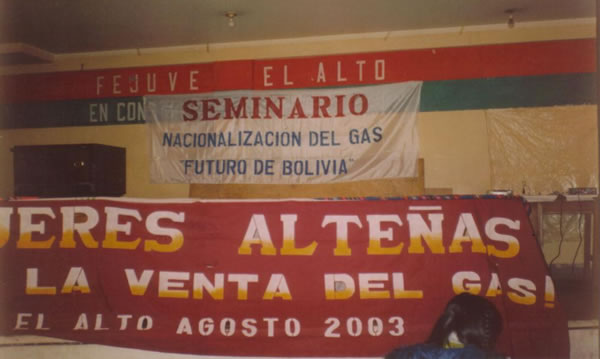 FEJUVE EL ALTO
EN CON
SEMINARIO
NACIONALIZACION DEL GAS
"FUTURO DE BOLIVIA"
JERES ALTEÑAS
LA VENTA DEL GAS!
EL ALTO AGOSTO 2003